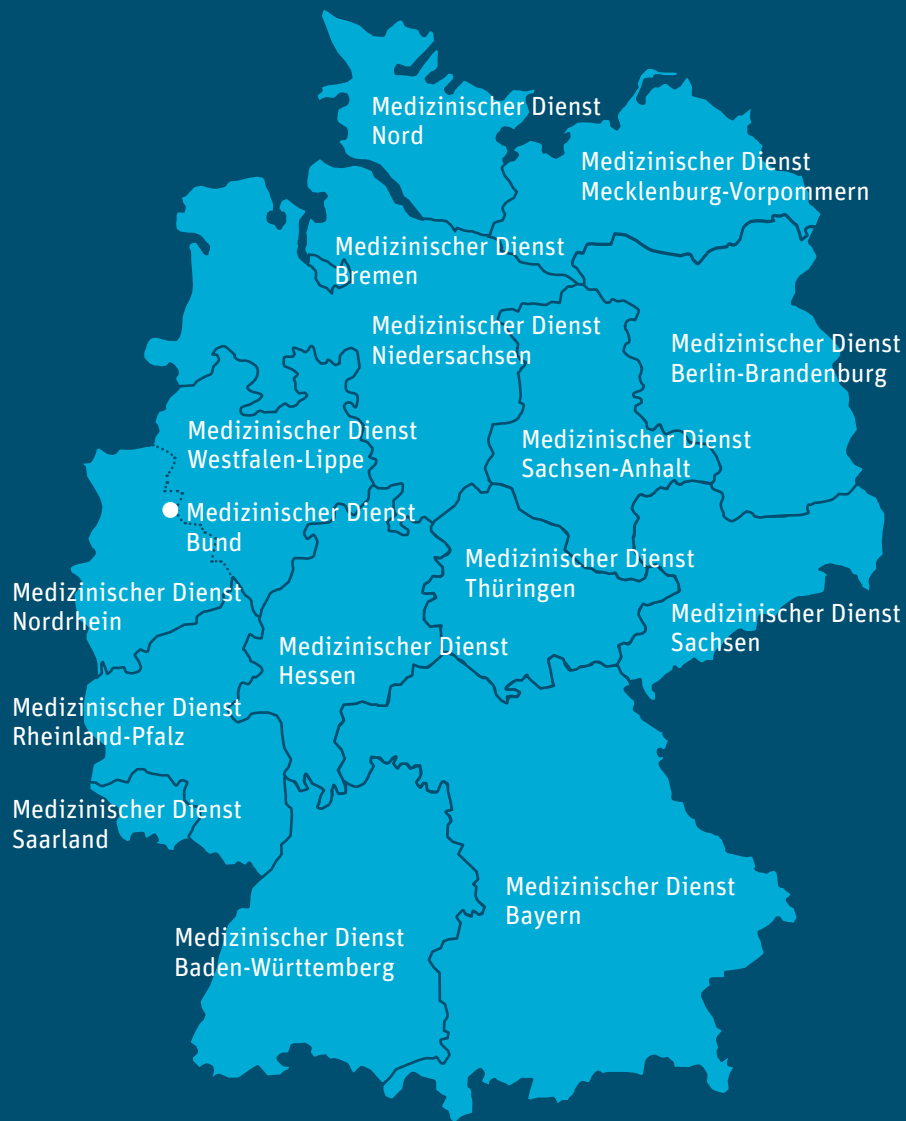 Medizinischer Dienst
Nord
Medizinischer Dienst
Mecklenburg-Vorpommern
Medizinischer Dienst
Bremen
Medizinischer Dienst
Niedersachsen
Medizinischer Dienst
Berlin-Brandenburg
Medizinischer Dienst
Westfalen-Lippe
Medizinischer Dienst
Sachsen-Anhalt
Medizinischer Dienst
Bund
Medizinischer Dienst
Thüringen
Medizinischer Dienst
Nordrhein
Medizinischer Dienst
Sachsen
Medizinischer Dienst
Hessen
Medizinischer Dienst
Rheinland-Pfalz
Medizinischer Dienst
Saarland
Medizinischer Dienst
Bayern
Medizinischer Dienst
Baden-Württemberg